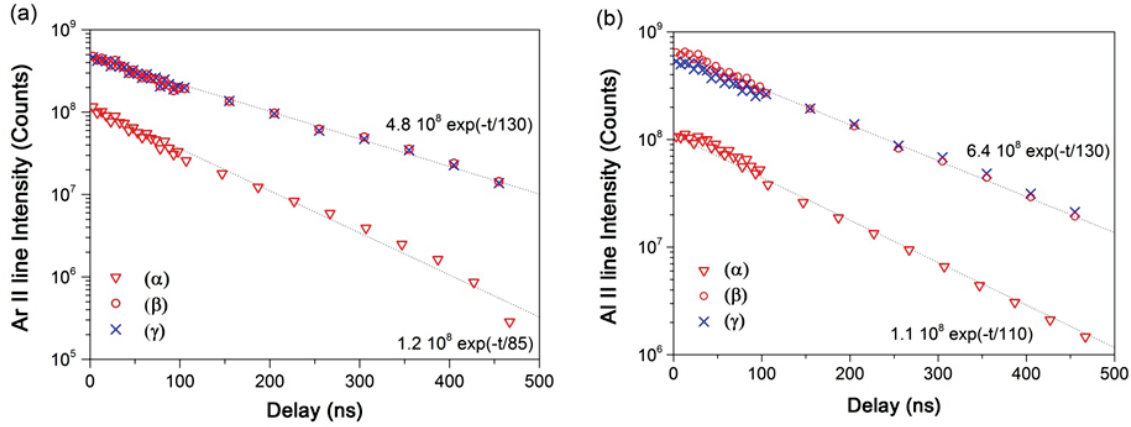 (a)
Ar II line Intensity (Counts)
10⁹
10⁸
10⁷
10⁶
10⁵
4.8 10⁸ exp(-t/130)
(α)
(β)
(γ)
1.2 10⁸ exp(-t/85)
0 100 200 300 400 500
Delay (ns)
(b)
Al II line Intensity (Counts)
10⁹
10⁸
10⁷
10⁶
6.4 10⁸ exp(-t/130)
(α)
(β)
(γ)
1.1 10⁸ exp(-t/110)
0 100 200 300 400 500
Delay (ns)